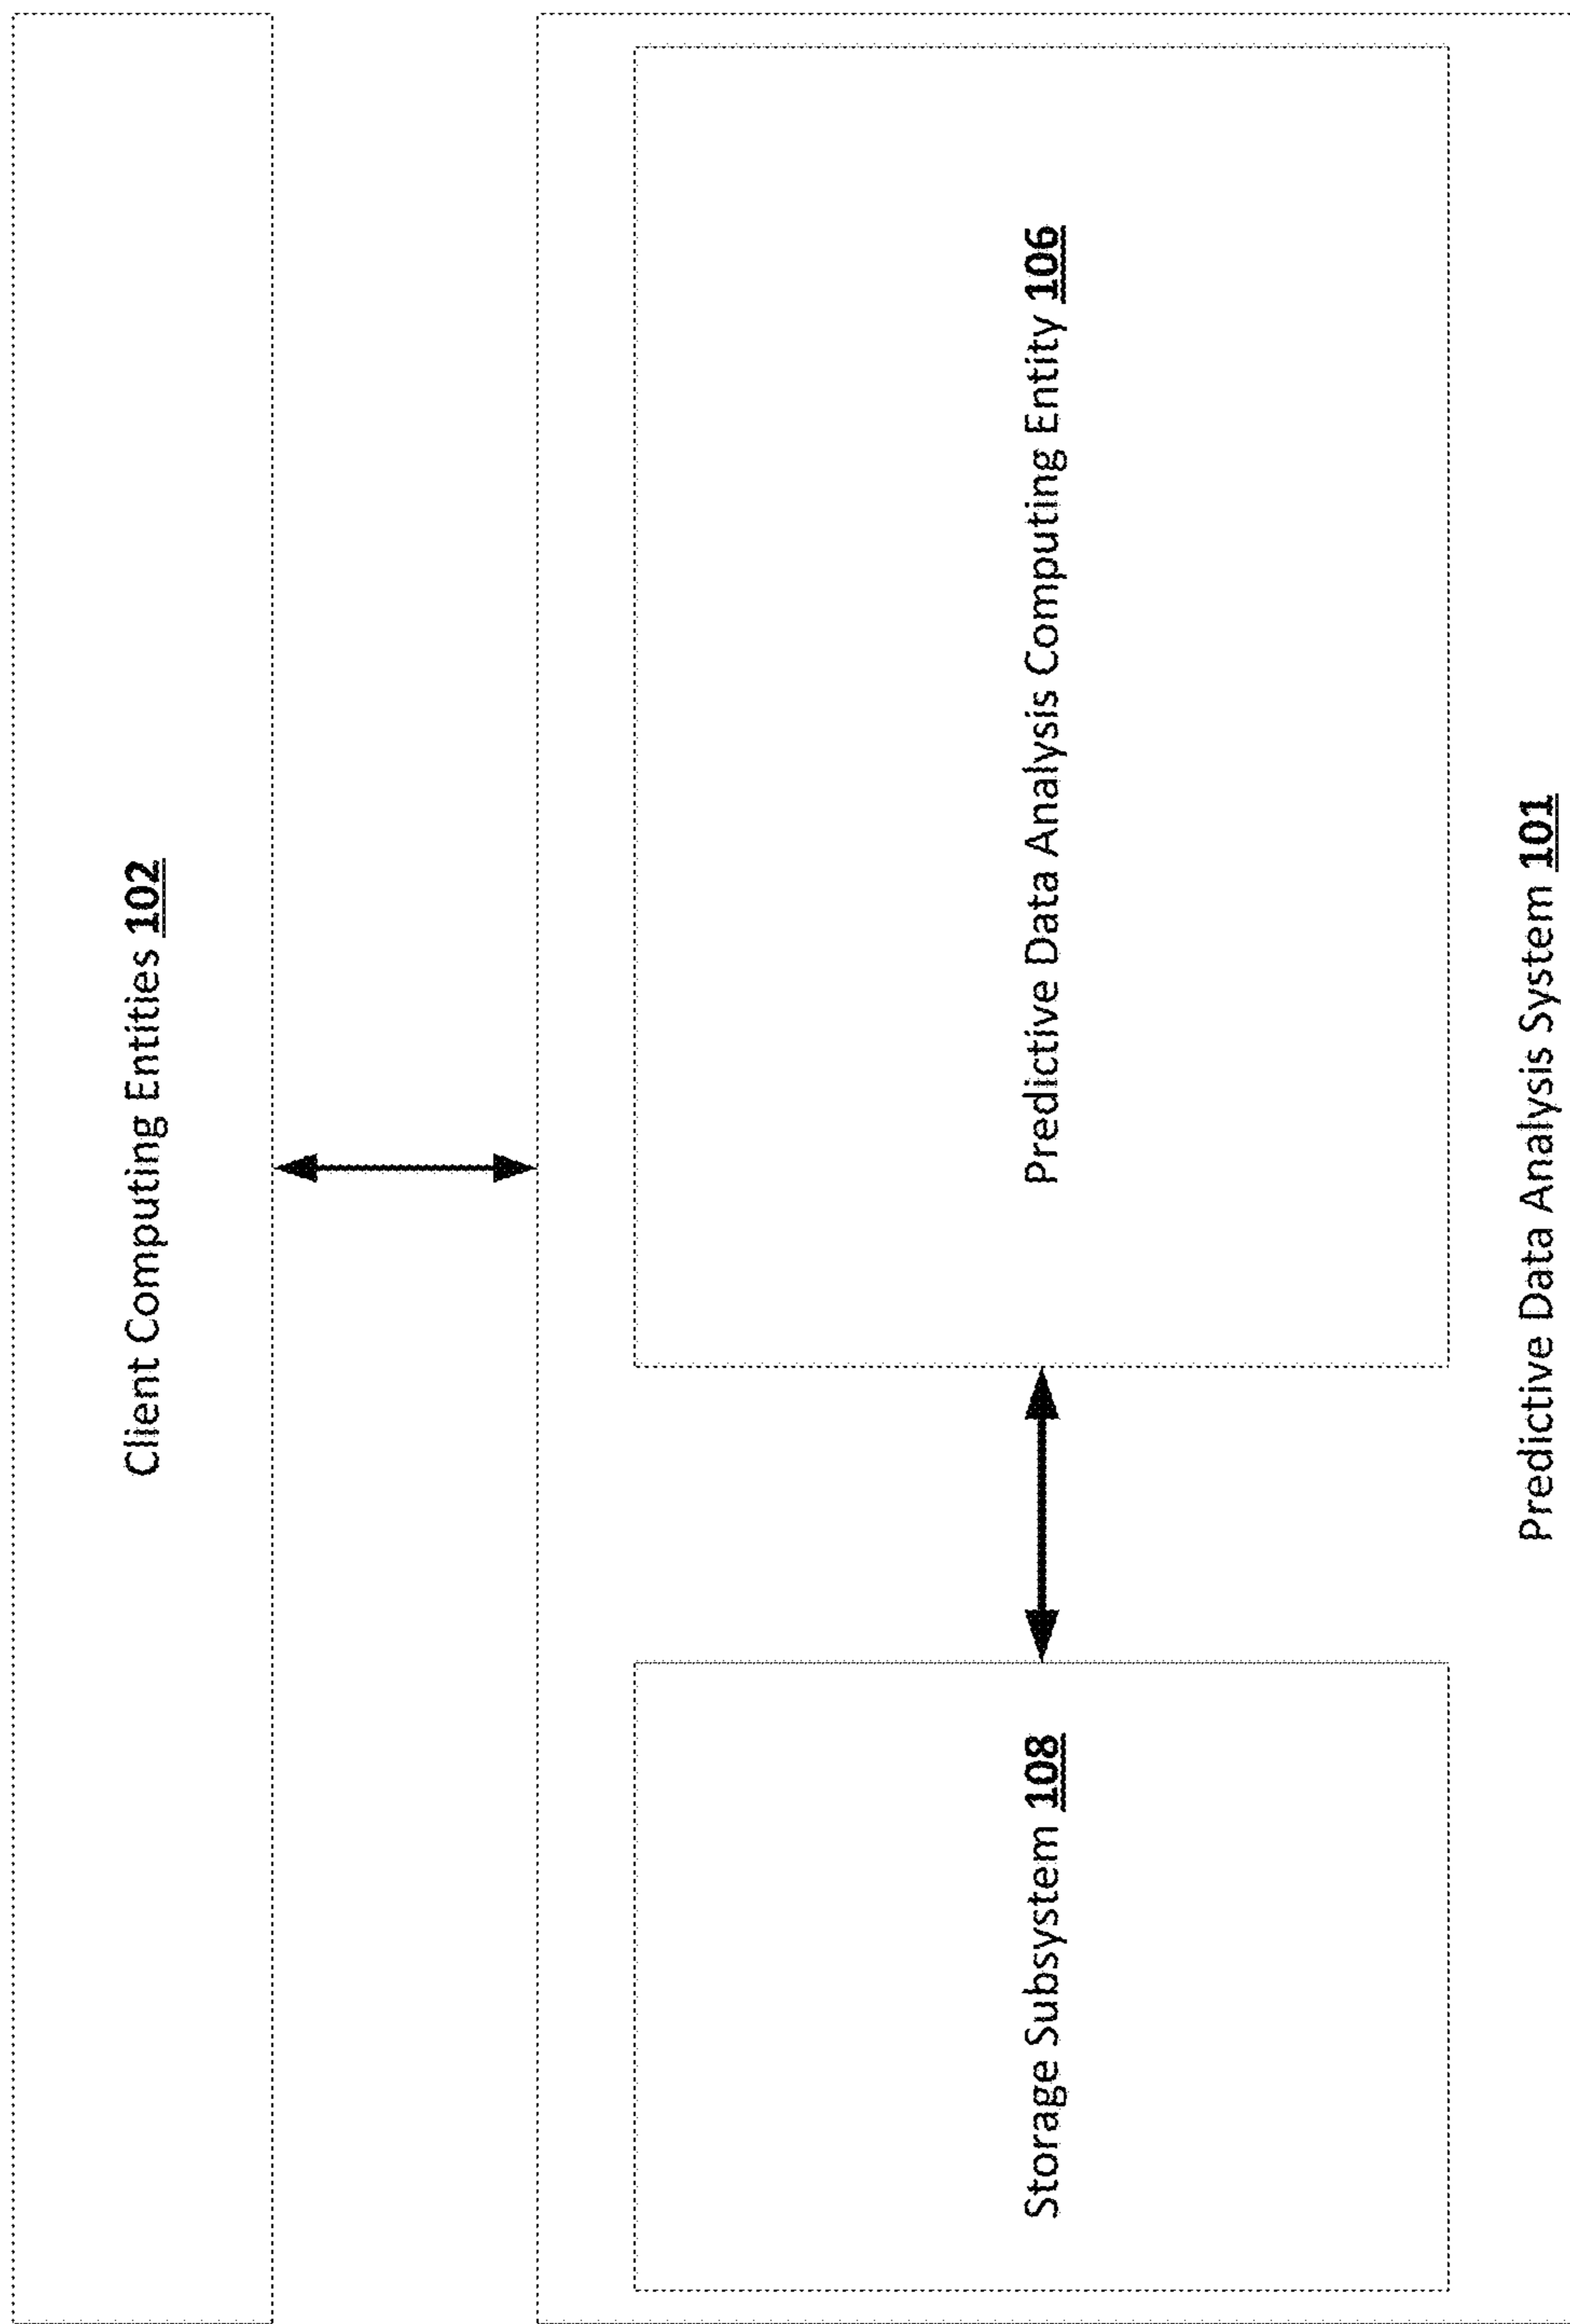 Client Computing Entities 102
Storage Subsystem 108
Predictive Data Analysis Computing Entity 106
Predictive Data Analysis System 101